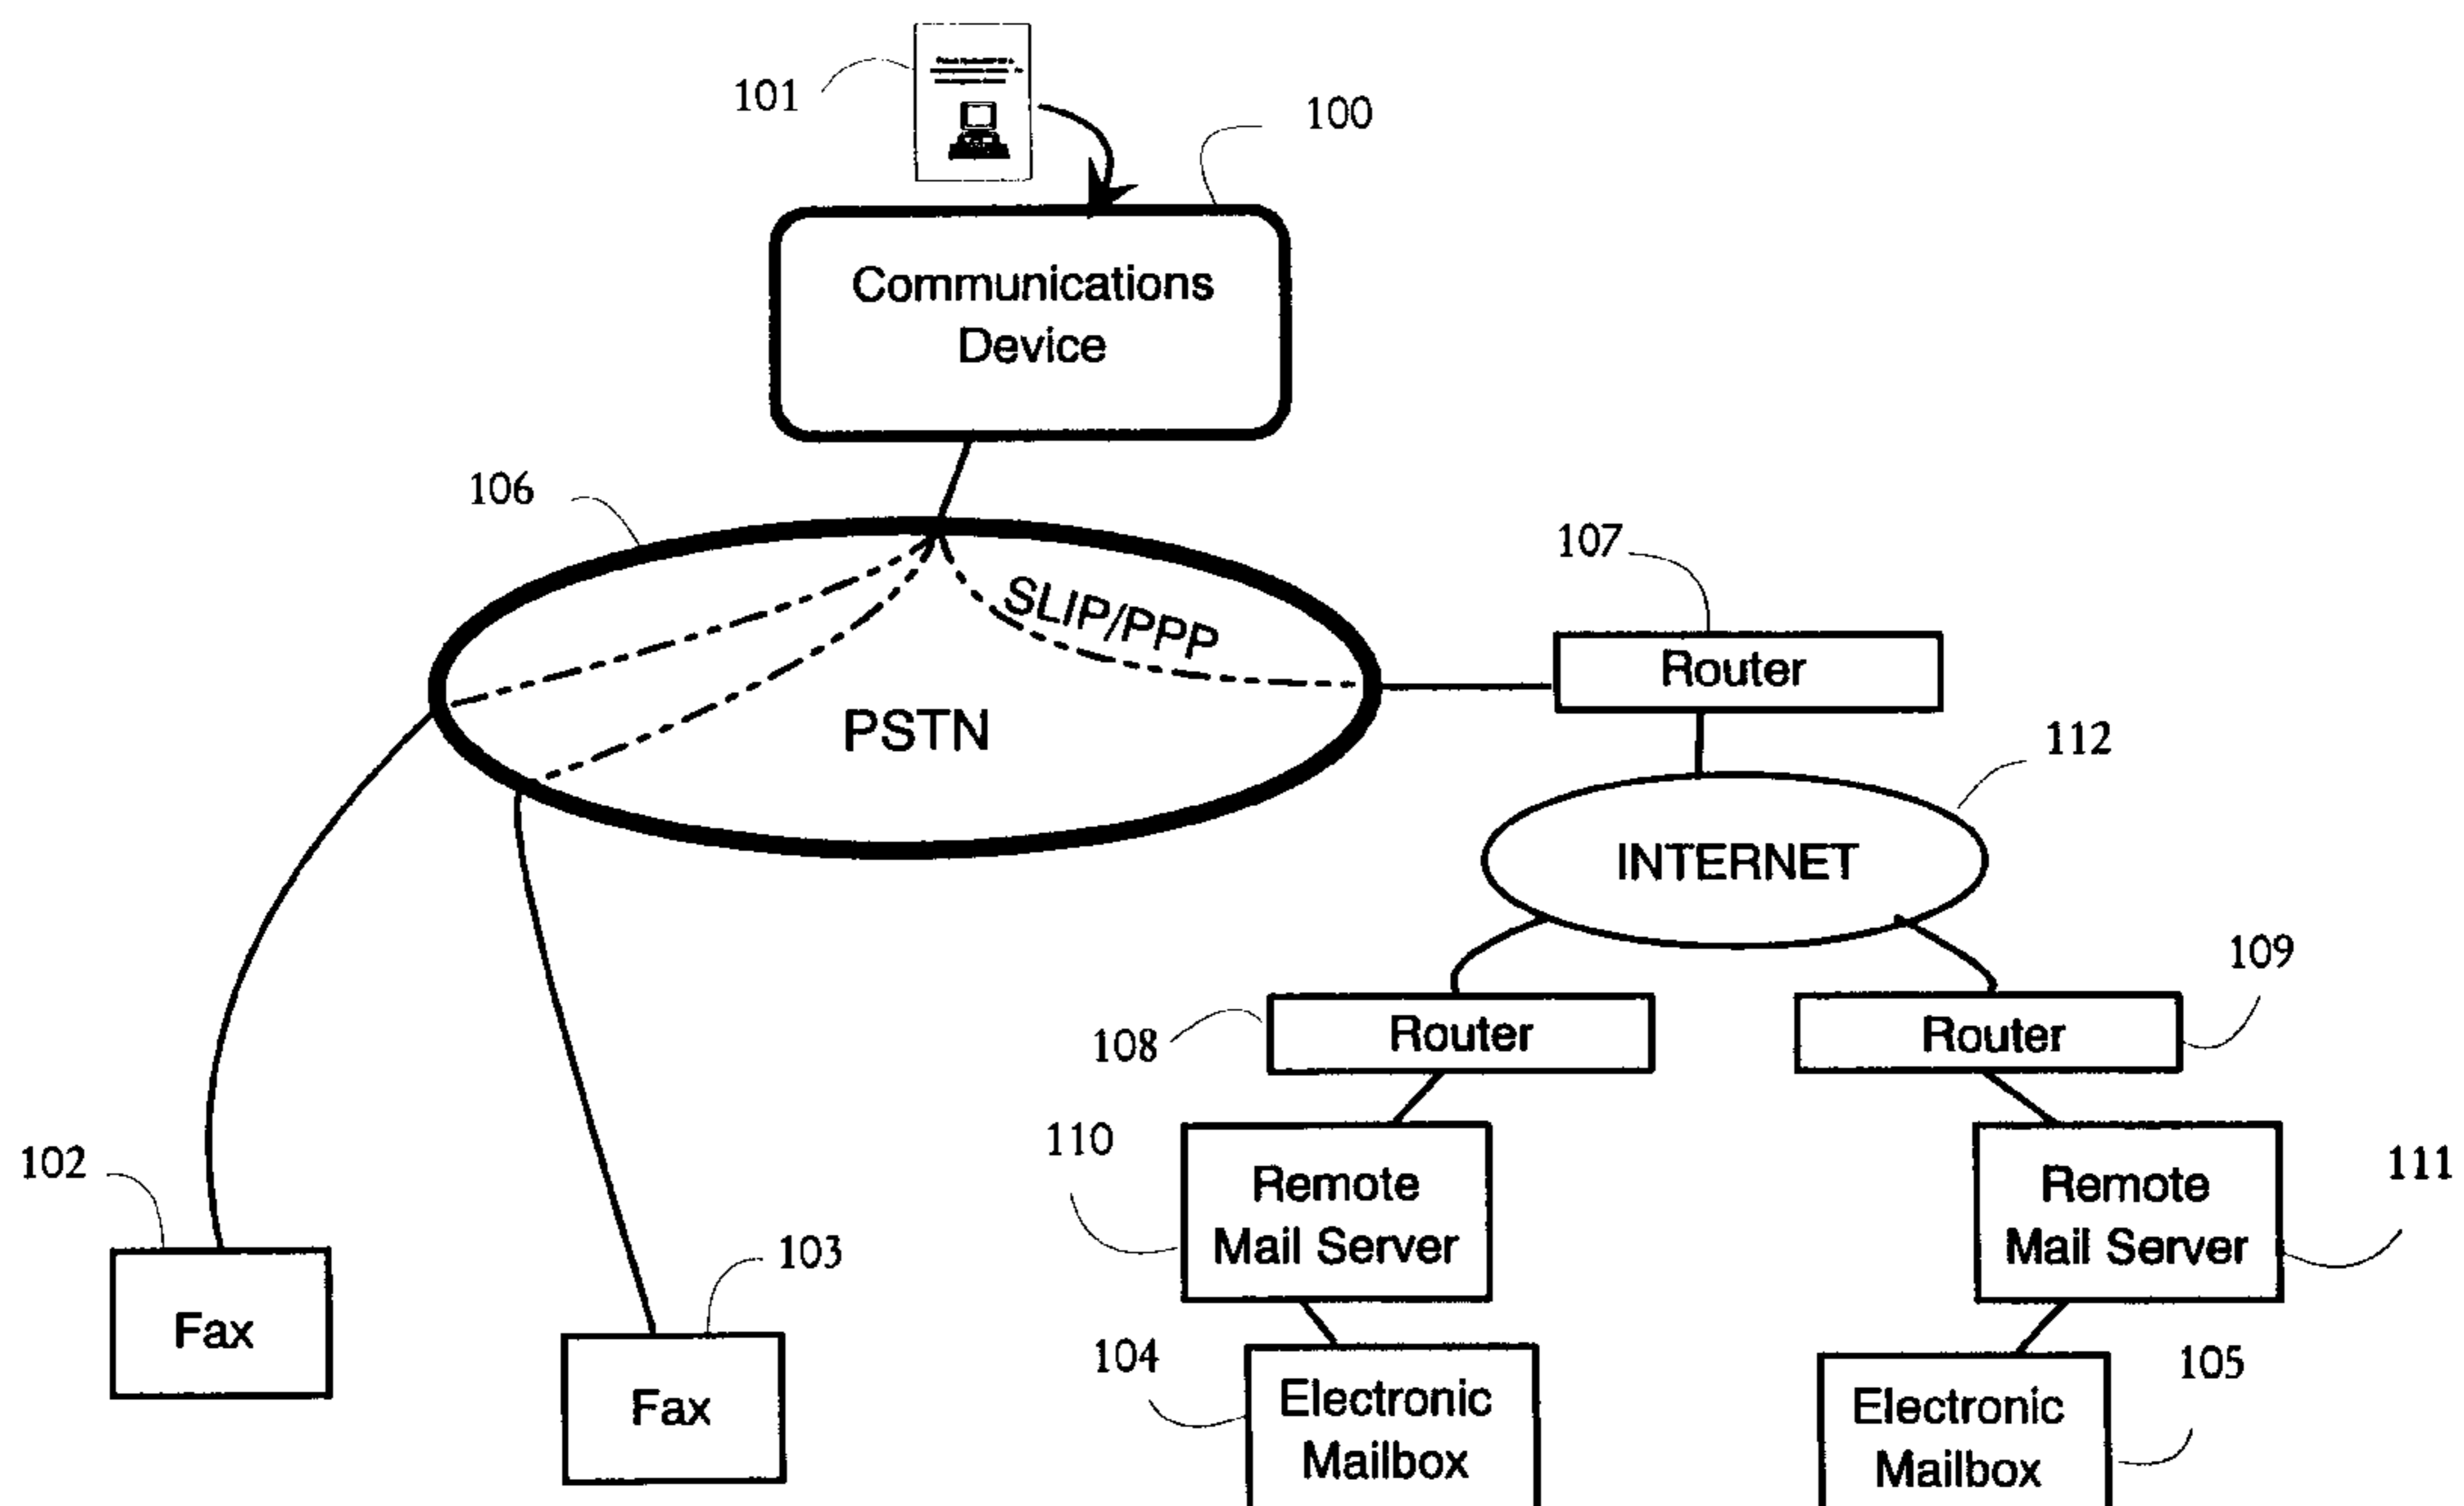 101
100
Communications
Device
106
SLIP/PPP
PSTN
107
Router
112
INTERNET
109
108
Router
Router
110
Remote
Mail Server
111
Remote
Mail Server
102
Fax
103
Fax
104
Electronic
Mailbox
105
Electronic
Mailbox